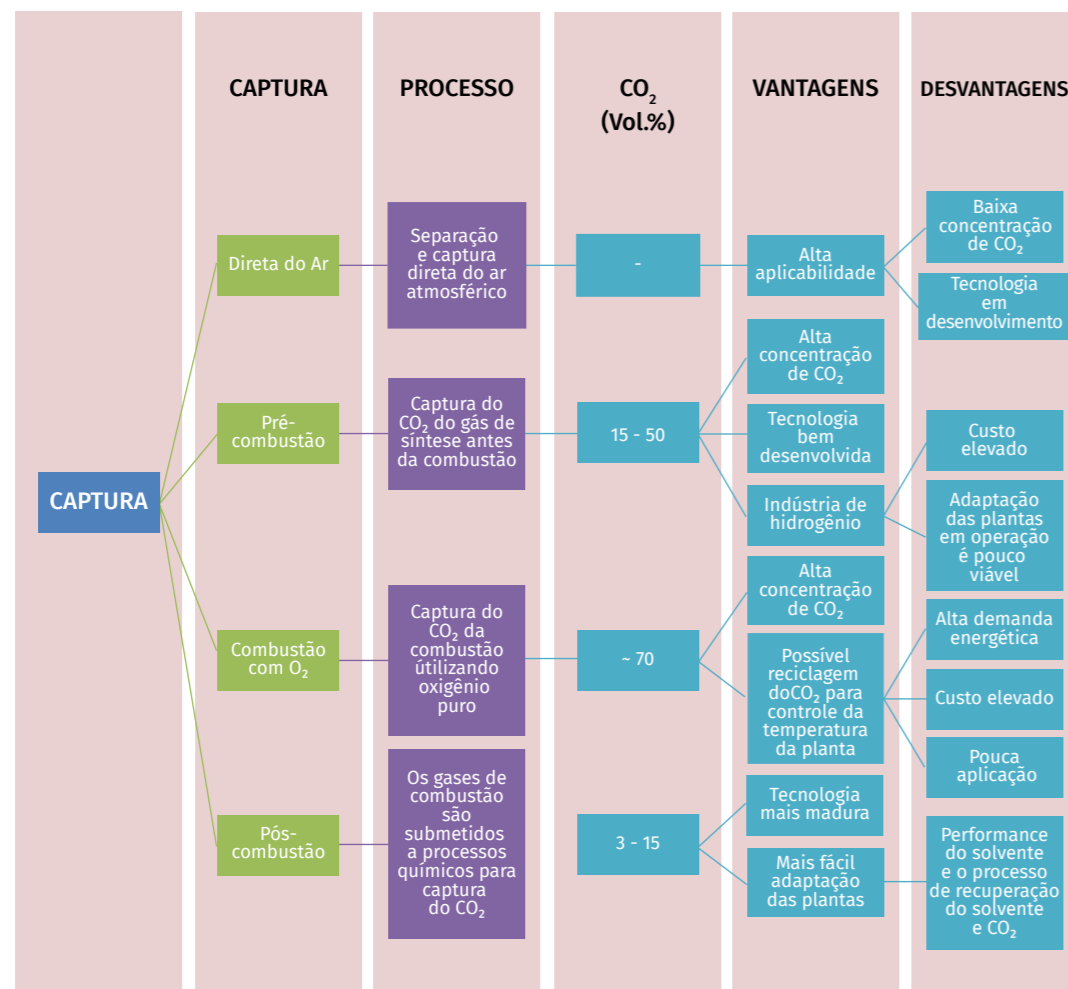 CAPTURA
PROCESSO
CO₂
(Vol.%)
VANTAGENS
DESVANTAGENS
CAPTURA
Direta do Ar
Separação
e captura
direta do ar
atmosférico
-
Alta
aplicabilidade
Baixa
concentração
de CO₂
Tecnologia
em
desenvolvimento
Pré-
combustão
Captura do
CO₂ do gás de
síntese antes
da combustão
15 - 50
Alta
concentração
de CO₂
Tecnologia
bem
desenvolvida
Indústria de
hidrogênio
Custo
elevado
Adaptação
das plantas
em operação
é pouco
viável
Combustão
com O₂
Captura do
CO₂ da
combustão
útilizando
oxigênio
puro
~ 70
Alta
concentração
de CO₂
Possível
reciclagem
doCO₂ para
controle da
temperatura
da planta
Alta demanda
energética
Custo elevado
Pouca
aplicação
Pós-
combustão
Os gases de
combustão
são
submetidos
a processos
químicos para
captura
do CO₂
3 - 15
Tecnologia
mais madura
Mais fácil
adaptação
das plantas
Performance
do solvente
e o processo
de recuperação
do solvente
e CO₂